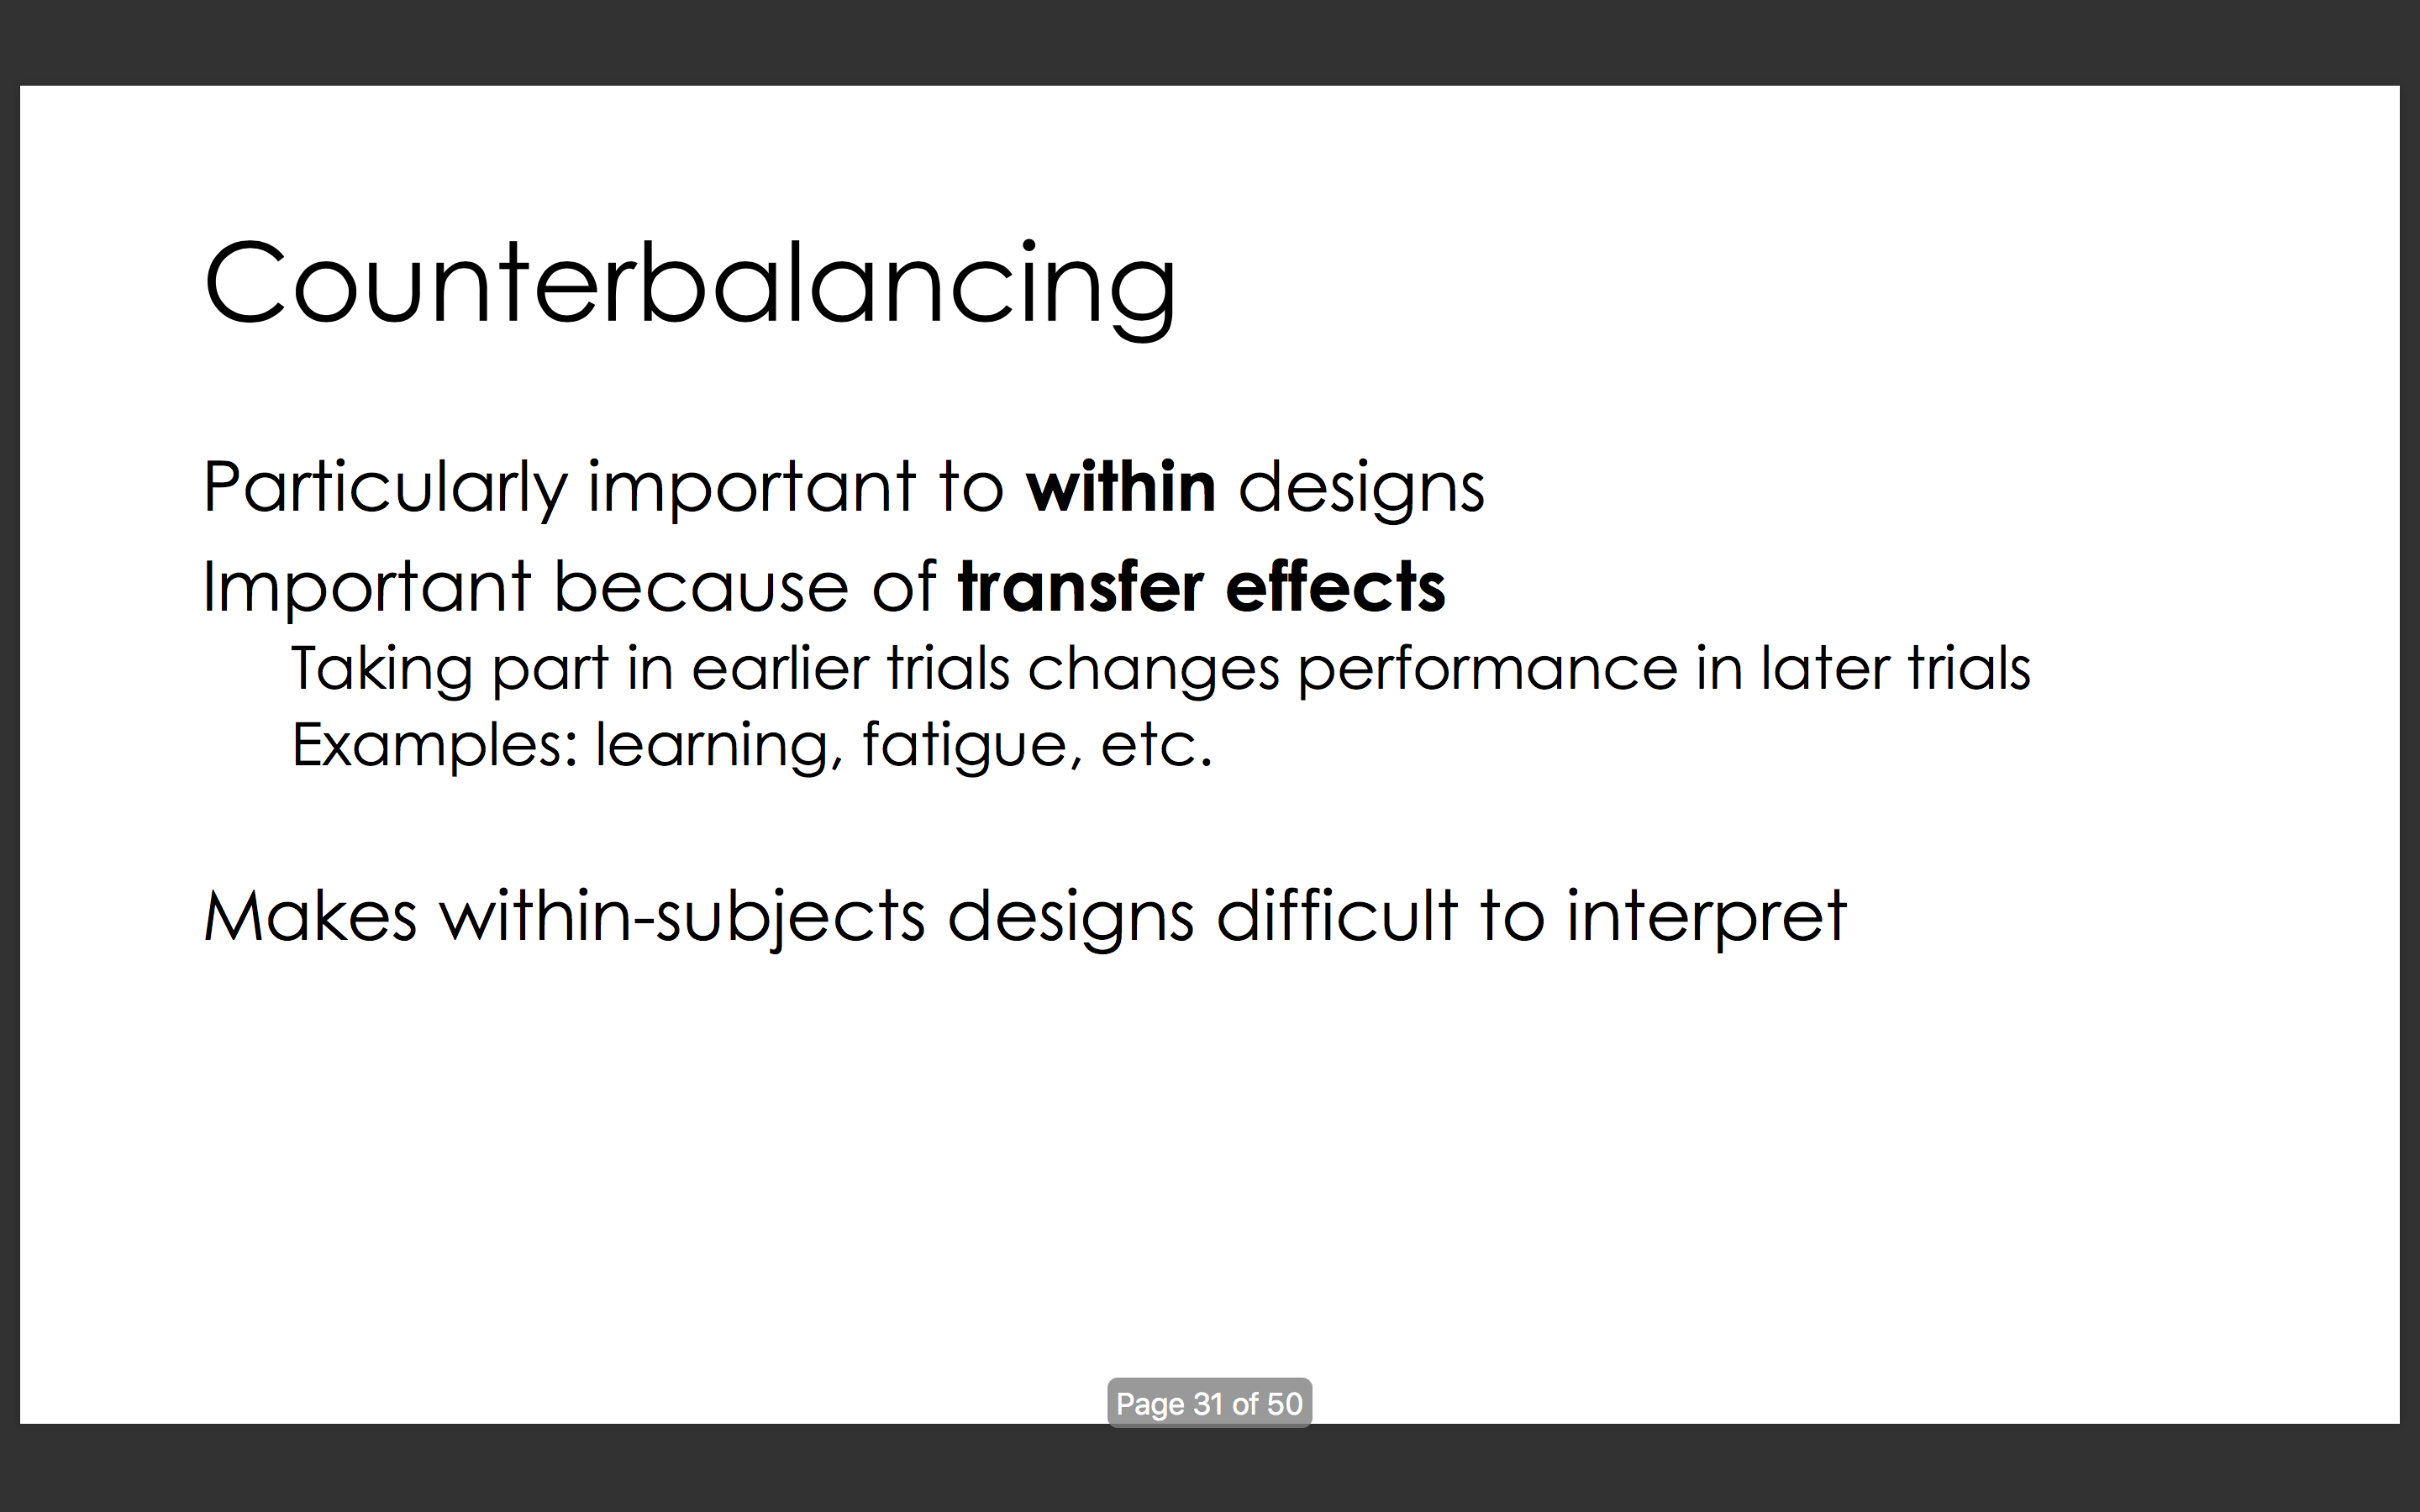 Counterbalancing
Particularly important to within designs
Important because of transfer effects
Taking part in earlier trials changes performance in later trials
Examples: learning, fatigue, etc.
Makes within-subjects designs difficult to interpret
Page 31 of 50